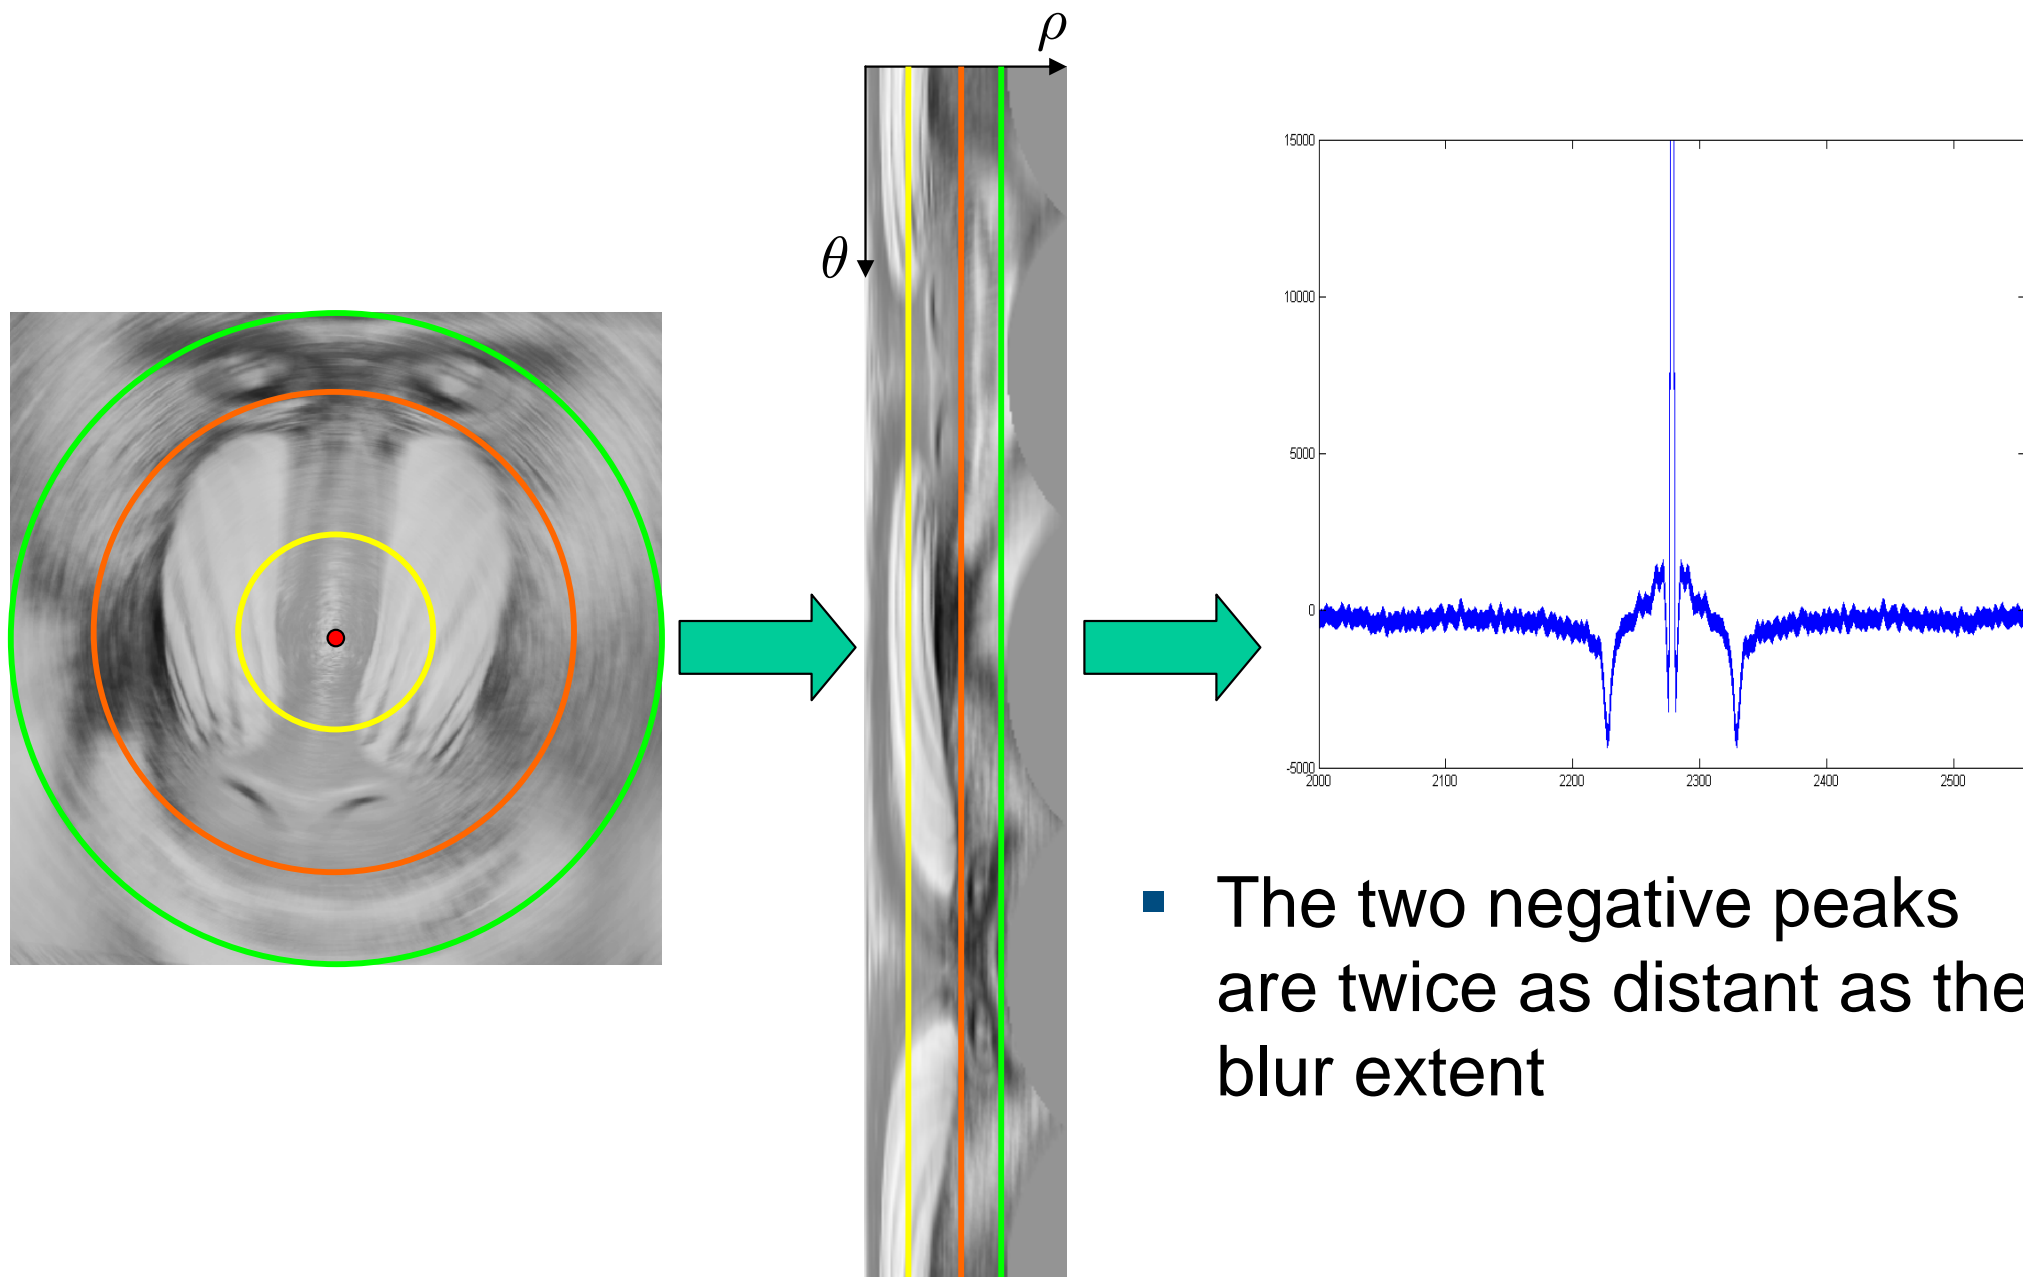 ρ
θ
15000
10000
5000
0
-5000
2000
2100
2200
2300
2400
2500
The two negative peaks
are twice as distant as the
blur extent